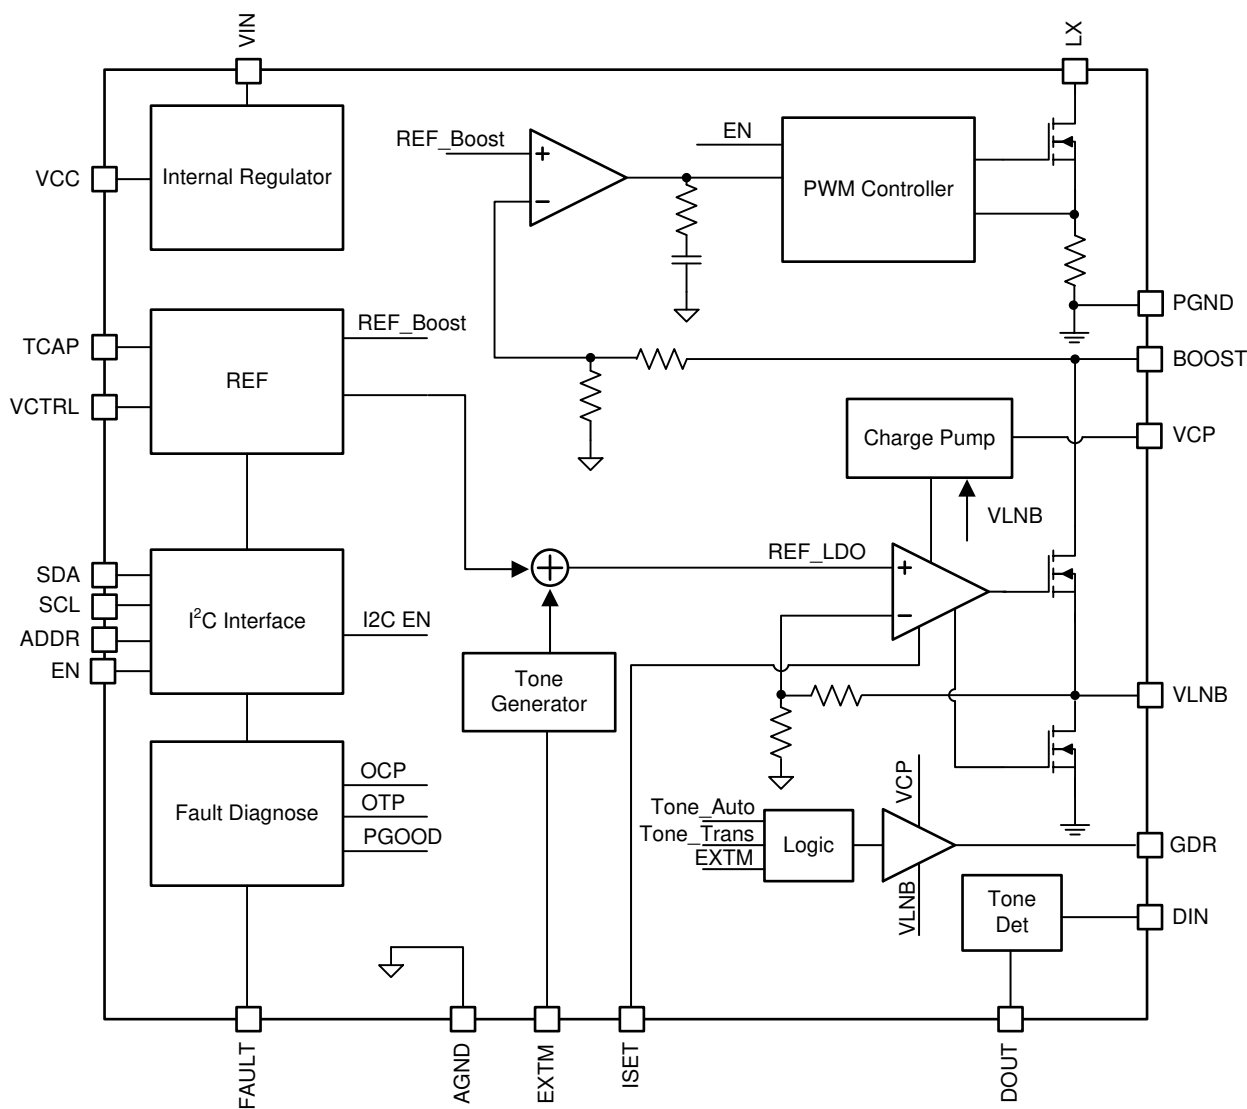 VIN
LX
VCC
Internal Regulator
REF_Boost
+
−
EN
PWM Controller
PGND
BOOST
TCAP
VCTRL
REF
REF_Boost
Charge Pump
VCP
VLNB
SDA
SCL
ADDR
EN
I²C Interface
I2C EN
REF_LDO
+
−
Tone
Generator
VLNB
Fault Diagnose
OCP
OTP
PGOOD
Tone_Auto
Tone_Trans
EXTM
Logic
VCP
VLNB
GDR
Tone
Det
DIN
FAULT
AGND
EXTM
ISET
DOUT